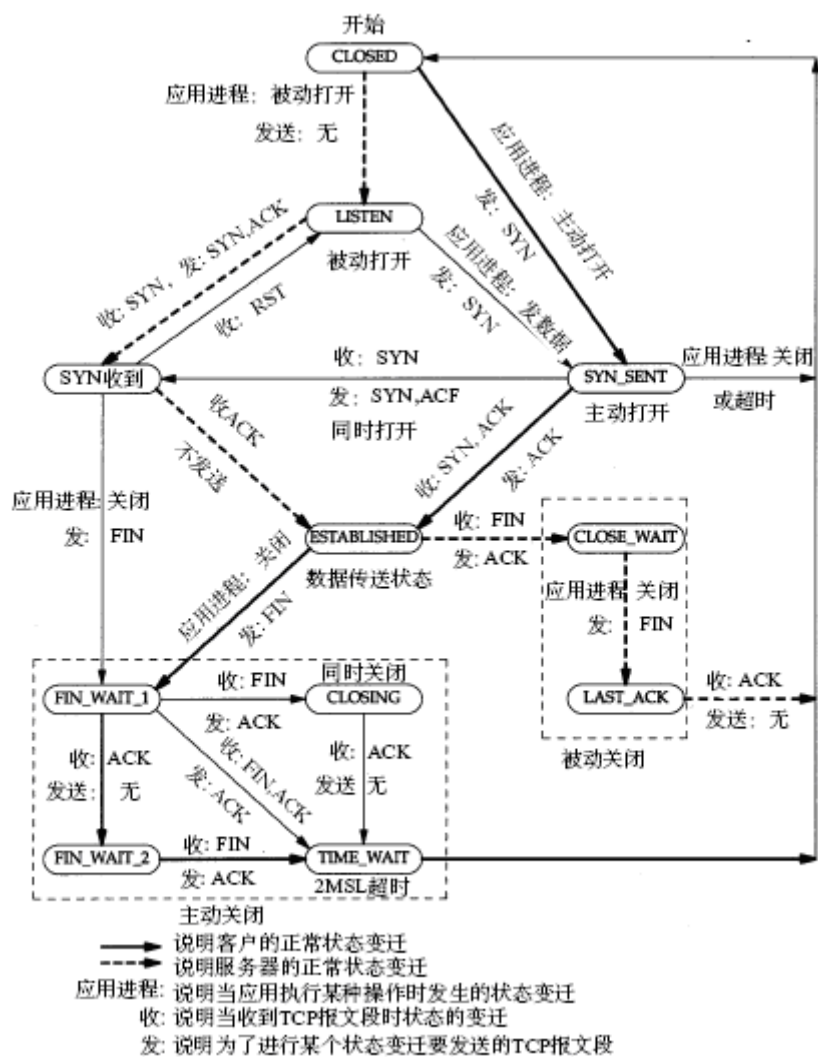 开始
CLOSED
应用进程：被动打开
发送：无
应用进程：主动打开
发：SYN
LISTEN
被动打开
收: SYN，发: SYN,ACK
收：RST
应用进程：发数据
发：SYN
SYN收到
收：SYN
发：SYN,ACF
同时打开
SYN_SENT
主动打开
应用进程:关闭
或超时
收ACK
不发送
收: SYN, ACK
发：ACK
应用进程:关闭
发: FIN
ESTABLISHED
数据传送状态
收: FIN
发: ACK
CLOSE_WAIT
应用进程 关闭
发: FIN
应用进程：关闭
发: FIN
LAST_ACK
收: ACK
发送：无
被动关闭
FIN_WAIT_1
收: FIN
发: ACK
同时关闭
CLOSING
收: ACK
发送：无
收: FIN,ACK
发: ACK
收: ACK
发送 无
FIN_WAIT_2
收: FIN
发: ACK
TIME_WAIT
2MSL超时
主动关闭
说明客户的正常状态变迁
说明服务器的正常状态变迁
应用进程: 说明当应用执行某种操作时发生的状态变迁
收: 说明当收到TCP报文段时状态的变迁
发: 说明为了进行某个状态变迁要发送的TCP报文段